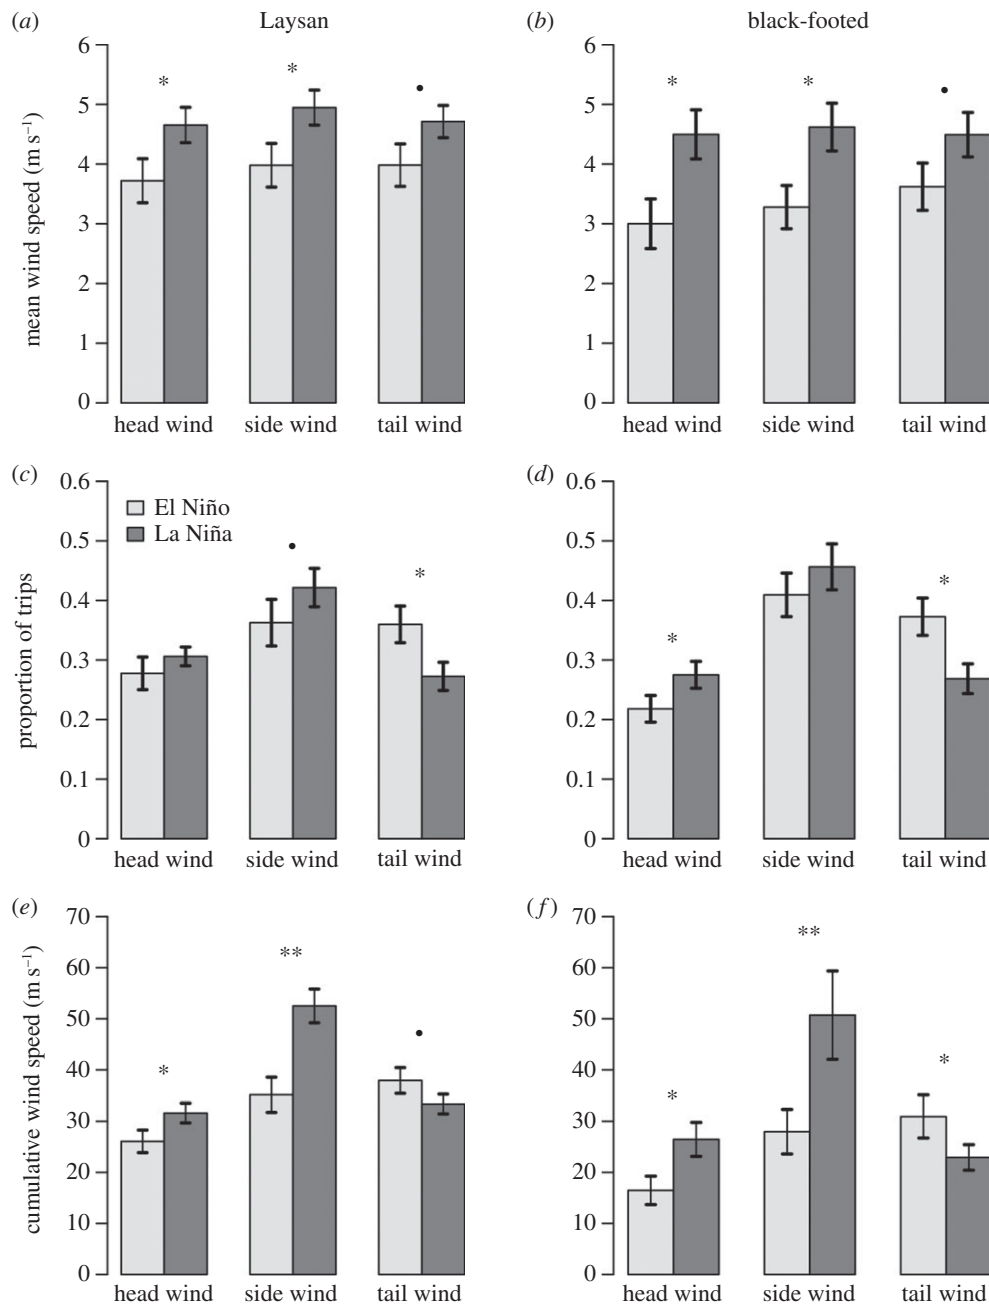 (a) Laysan (b) black-footed
mean wind speed (m s⁻¹)
6 * * •
5
4
3
2
1
0
head wind side wind tail wind
6 * * •
5
4
3
2
1
0
head wind side wind tail wind
(c)
proportion of trips
0.6
0.5 • *
0.4
0.3
0.2
0.1
0
El Niño
La Niña
head wind side wind tail wind
(d)
0.6
0.5
0.4 * *
0.3
0.2
0.1
0
head wind side wind tail wind
(e)
cumulative wind speed (m s⁻¹)
70
60 * ** •
50
40
30
20
10
0
head wind side wind tail wind
(f)
70
60 * ** *
50
40
30
20
10
0
head wind side wind tail wind